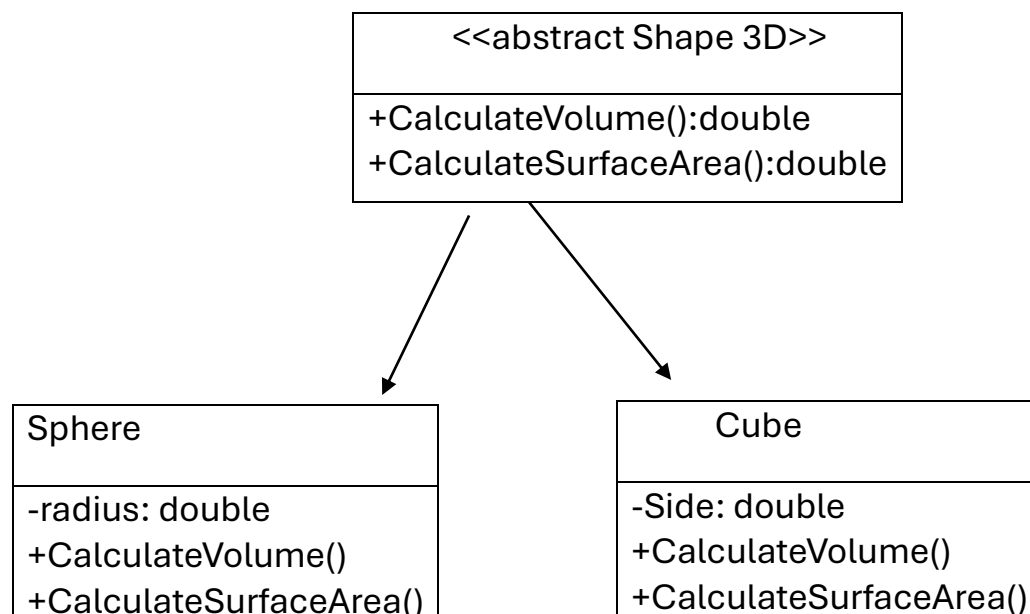 <<abstract Shape 3D>>
+CalculateVolume():double
+CalculateSurfaceArea():double
Sphere
-radius: double
+CalculateVolume()
+CalculateSurfaceArea()
Cube
-Side: double
+CalculateVolume()
+CalculateSurfaceArea()